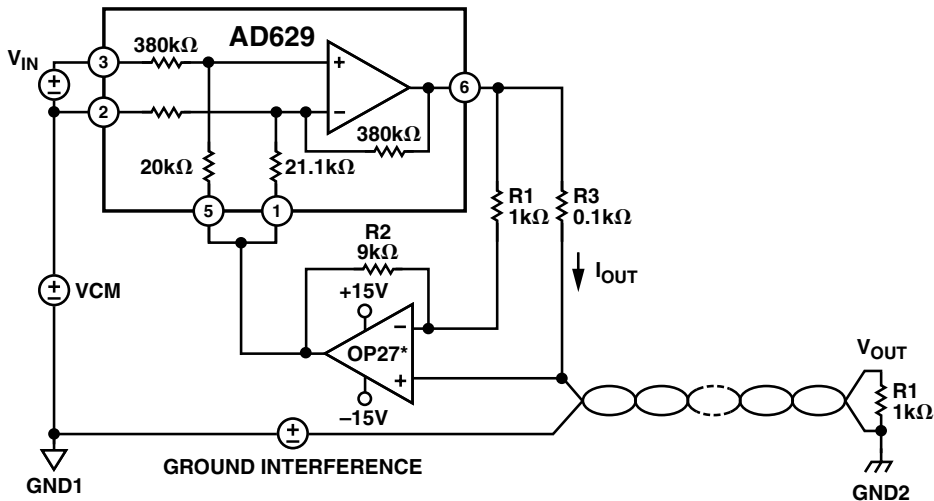 AD629
V_IN
3
380kΩ
+
6
2
−
380kΩ
20kΩ
21.1kΩ
5
1
R1
1kΩ
R3
0.1kΩ
R2
9kΩ
I_OUT
VCM
+15V
−
OP27*
+
−15V
V_OUT
R1
1kΩ
GROUND INTERFERENCE
GND1
GND2